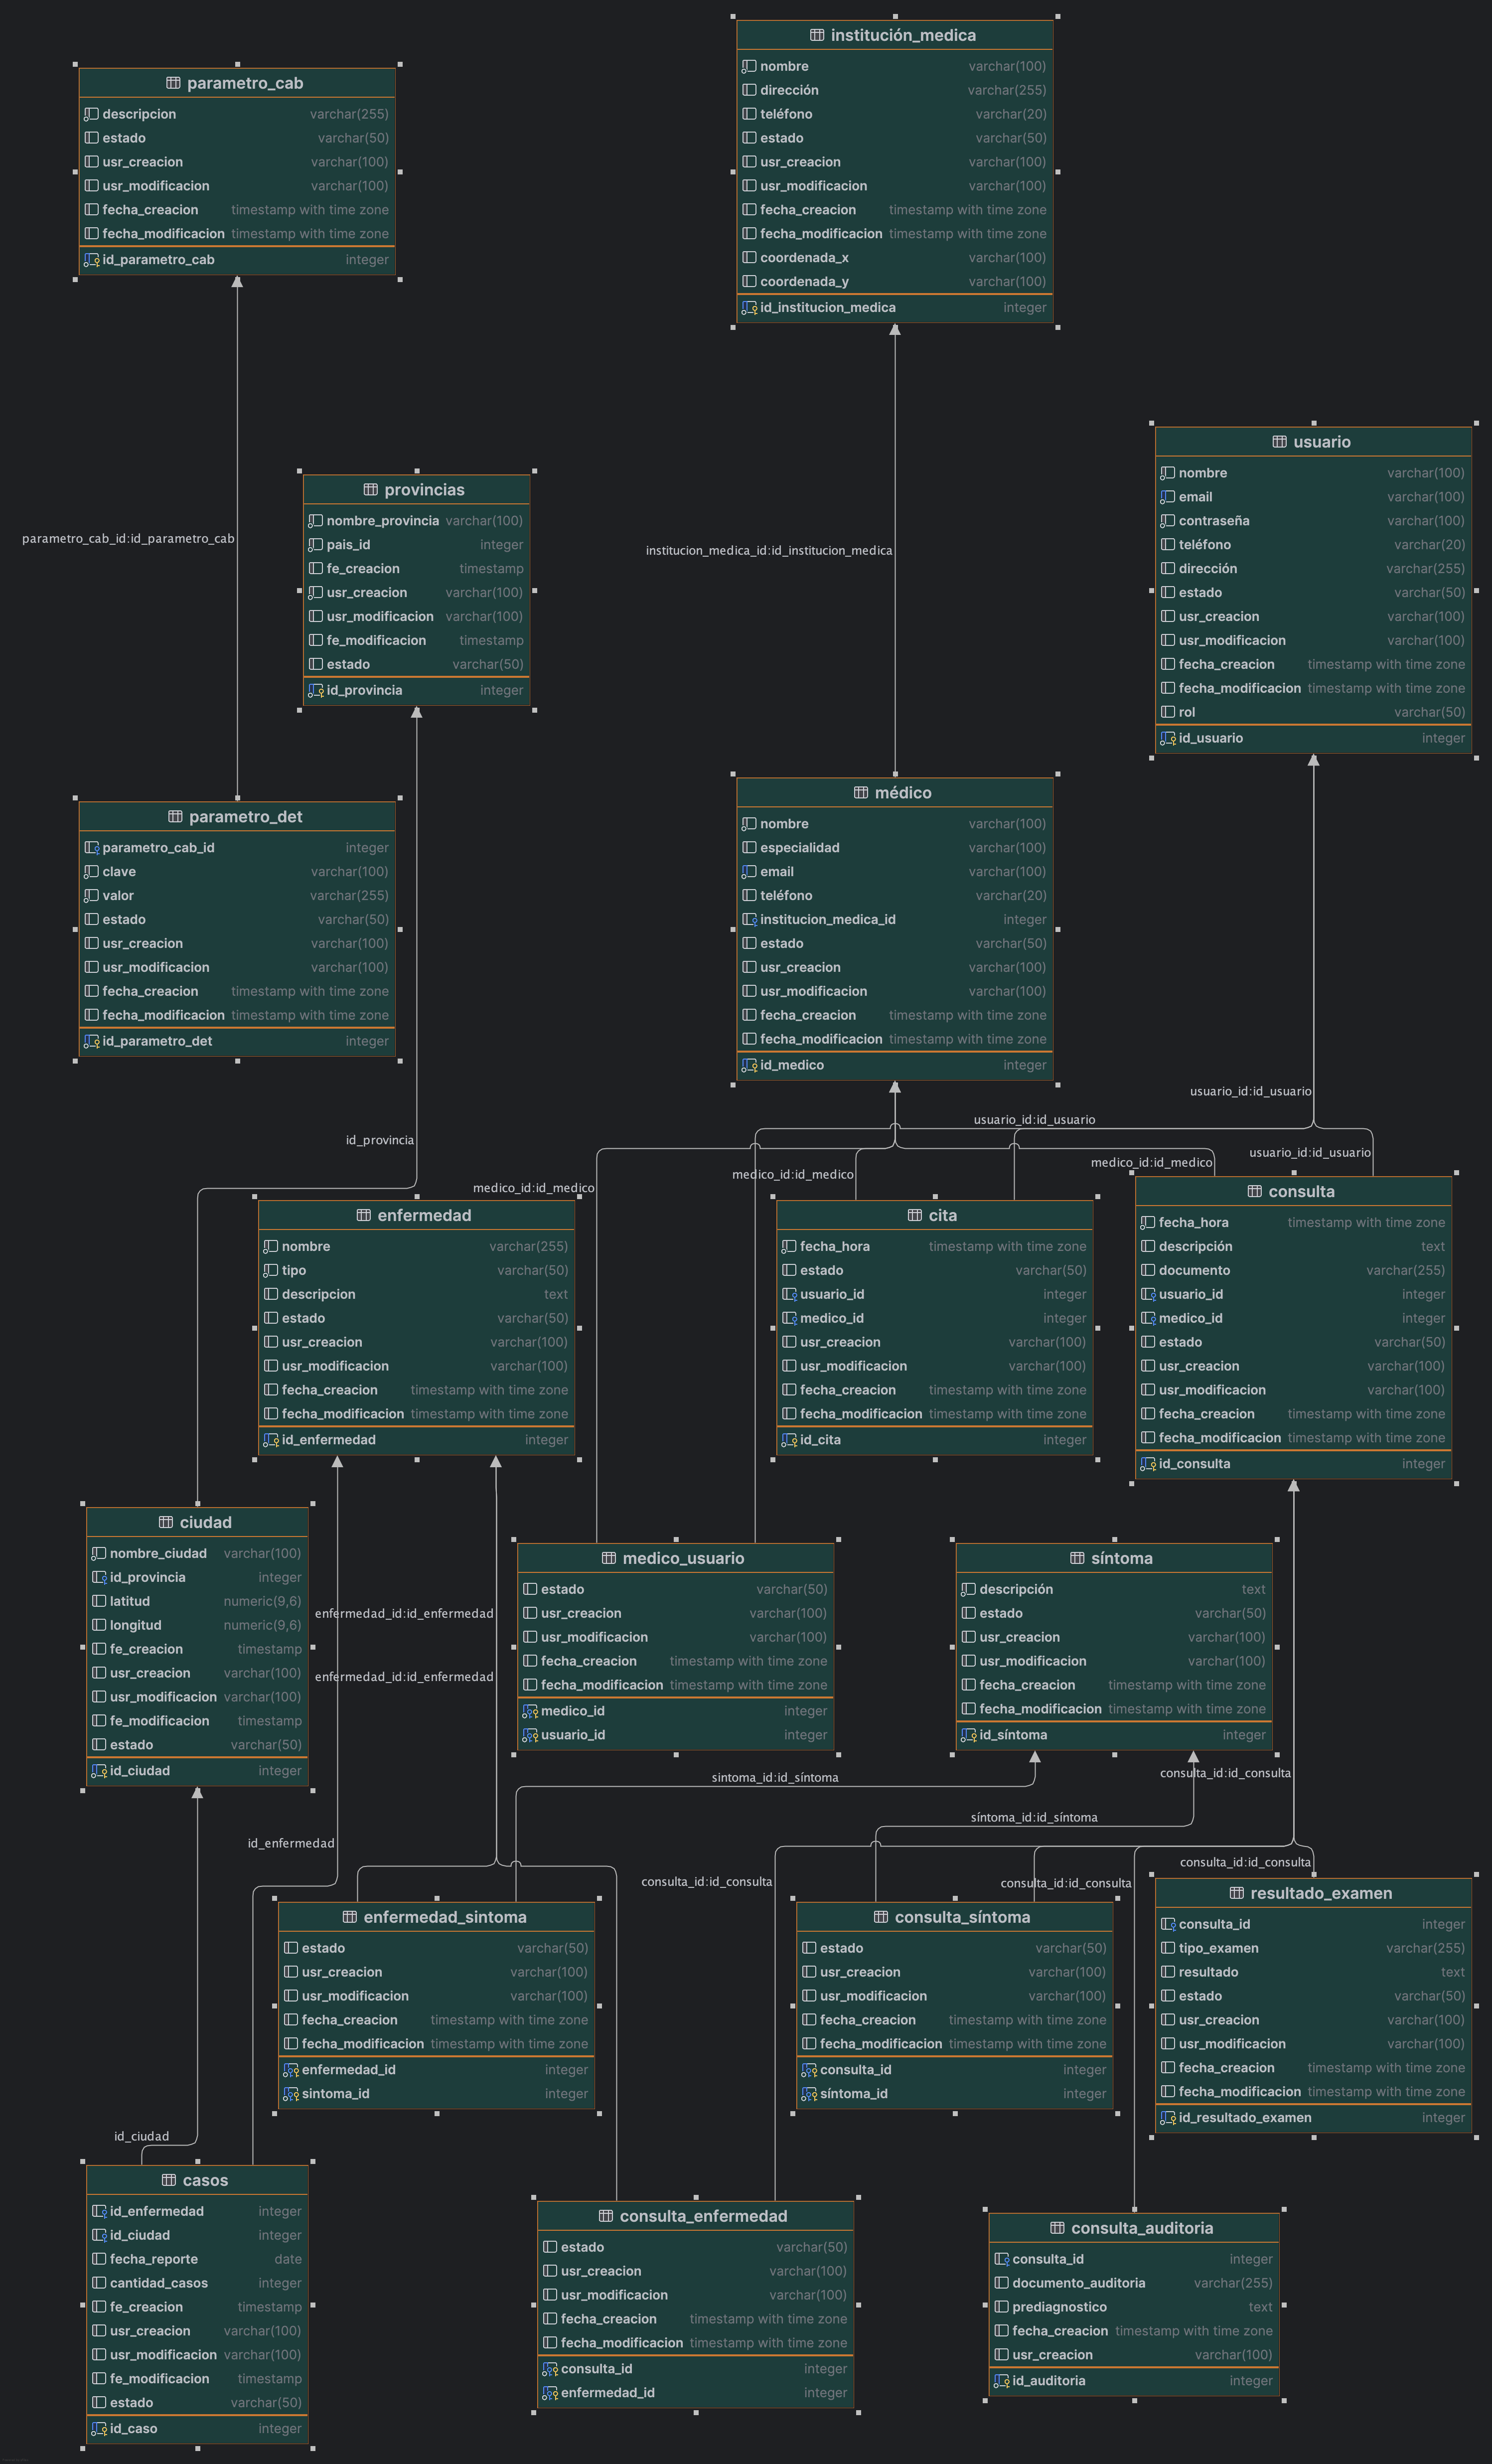 institución_medica
nombre varchar(100)
dirección varchar(255)
teléfono varchar(20)
estado varchar(50)
usr_creacion varchar(100)
usr_modificacion varchar(100)
fecha_creacion timestamp with time zone
fecha_modificacion timestamp with time zone
coordenada_x varchar(100)
coordenada_y varchar(100)
id_institucion_medica integer
parametro_cab
descripcion varchar(255)
estado varchar(50)
usr_creacion varchar(100)
usr_modificacion varchar(100)
fecha_creacion timestamp with time zone
fecha_modificacion timestamp with time zone
id_parametro_cab integer
usuario
nombre varchar(100)
email varchar(100)
contraseña varchar(100)
teléfono varchar(20)
dirección varchar(255)
estado varchar(50)
usr_creacion varchar(100)
usr_modificacion varchar(100)
fecha_creacion timestamp with time zone
fecha_modificacion timestamp with time zone
rol varchar(50)
id_usuario integer
provincias
nombre_provincia varchar(100)
pais_id integer
fe_creacion timestamp
usr_creacion varchar(100)
usr_modificacion varchar(100)
fe_modificacion timestamp
estado varchar(50)
id_provincia integer
parametro_cab_id:id_parametro_cab
institucion_medica_id:id_institucion_medica
médico
nombre varchar(100)
especialidad varchar(100)
email varchar(100)
teléfono varchar(20)
institucion_medica_id integer
estado varchar(50)
usr_creacion varchar(100)
usr_modificacion varchar(100)
fecha_creacion timestamp with time zone
fecha_modificacion timestamp with time zone
id_medico integer
parametro_det
parametro_cab_id integer
clave varchar(100)
valor varchar(255)
estado varchar(50)
usr_creacion varchar(100)
usr_modificacion varchar(100)
fecha_creacion timestamp with time zone
fecha_modificacion timestamp with time zone
id_parametro_det integer
usuario_id:id_usuario
usuario_id:id_usuario
id_provincia
usuario_id:id_usuario
medico_id:id_medico
medico_id:id_medico
medico_id:id_medico
consulta
fecha_hora timestamp with time zone
descripción text
documento varchar(255)
usuario_id integer
medico_id integer
estado varchar(50)
usr_creacion varchar(100)
usr_modificacion varchar(100)
fecha_creacion timestamp with time zone
fecha_modificacion timestamp with time zone
id_consulta integer
enfermedad
nombre varchar(255)
tipo varchar(50)
descripcion text
estado varchar(50)
usr_creacion varchar(100)
usr_modificacion varchar(100)
fecha_creacion timestamp with time zone
fecha_modificacion timestamp with time zone
id_enfermedad integer
cita
fecha_hora timestamp with time zone
estado varchar(50)
usuario_id integer
medico_id integer
usr_creacion varchar(100)
usr_modificacion varchar(100)
fecha_creacion timestamp with time zone
fecha_modificacion timestamp with time zone
id_cita integer
ciudad
nombre_ciudad varchar(100)
id_provincia integer
latitud numeric(9,6)
longitud numeric(9,6)
fe_creacion timestamp
usr_creacion varchar(100)
usr_modificacion varchar(100)
fe_modificacion timestamp
estado varchar(50)
id_ciudad integer
enfermedad_id:id_enfermedad
enfermedad_id:id_enfermedad
medico_usuario
estado varchar(50)
usr_creacion varchar(100)
usr_modificacion varchar(100)
fecha_creacion timestamp with time zone
fecha_modificacion timestamp with time zone
medico_id integer
usuario_id integer
síntoma
descripción text
estado varchar(50)
usr_creacion varchar(100)
usr_modificacion varchar(100)
fecha_creacion timestamp with time zone
fecha_modificacion timestamp with time zone
id_síntoma integer
consulta_id:id_consulta
sintoma_id:id_síntoma
síntoma_id:id_síntoma
id_enfermedad
consulta_id:id_consulta
consulta_id:id_consulta
consulta_id:id_consulta
resultado_examen
consulta_id integer
tipo_examen varchar(255)
resultado text
estado varchar(50)
usr_creacion varchar(100)
usr_modificacion varchar(100)
fecha_creacion timestamp with time zone
fecha_modificacion timestamp with time zone
id_resultado_examen integer
enfermedad_sintoma
estado varchar(50)
usr_creacion varchar(100)
usr_modificacion varchar(100)
fecha_creacion timestamp with time zone
fecha_modificacion timestamp with time zone
enfermedad_id integer
sintoma_id integer
consulta_síntoma
estado varchar(50)
usr_creacion varchar(100)
usr_modificacion varchar(100)
fecha_creacion timestamp with time zone
fecha_modificacion timestamp with time zone
consulta_id integer
síntoma_id integer
id_ciudad
casos
id_enfermedad integer
id_ciudad integer
fecha_reporte date
cantidad_casos integer
fe_creacion timestamp
usr_creacion varchar(100)
usr_modificacion varchar(100)
fe_modificacion timestamp
estado varchar(50)
id_caso integer
consulta_enfermedad
estado varchar(50)
usr_creacion varchar(100)
usr_modificacion varchar(100)
fecha_creacion timestamp with time zone
fecha_modificacion timestamp with time zone
consulta_id integer
enfermedad_id integer
consulta_auditoria
consulta_id integer
documento_auditoria varchar(255)
prediagnostico text
fecha_creacion timestamp with time zone
usr_creacion varchar(100)
id_auditoria integer